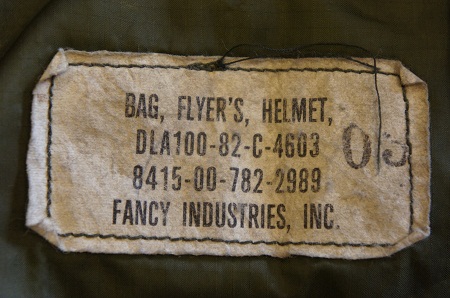 BAG, FLYER'S, HELMET,
DLA100-82-C-4603
8415-00-782-2989
FANCY INDUSTRIES, INC.